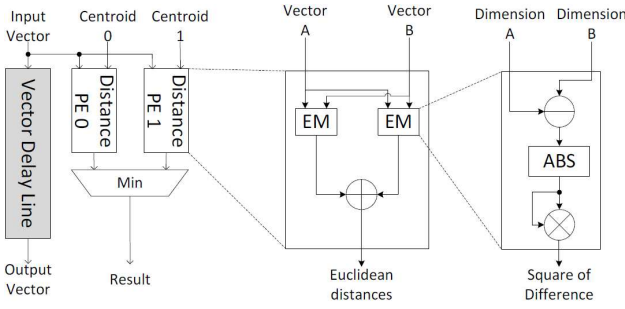 Input
Vector
Centroid
0
Centroid
1
Vector
A
Vector
B
Dimension
A
Dimension
B
Vector Delay Line
Distance
PE 0
Distance
PE 1
EM
EM
ABS
Min
Output
Vector
Result
Euclidean
distances
Square of
Difference